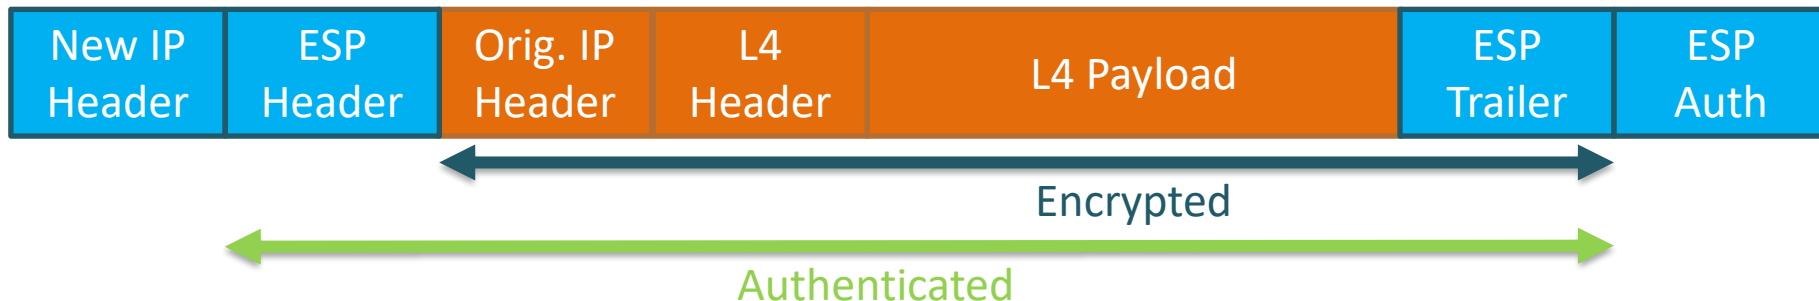 New IP
Header
ESP
Header
Orig. IP
Header
L4
Header
L4 Payload
ESP
Trailer
ESP
Auth
Encrypted
Authenticated